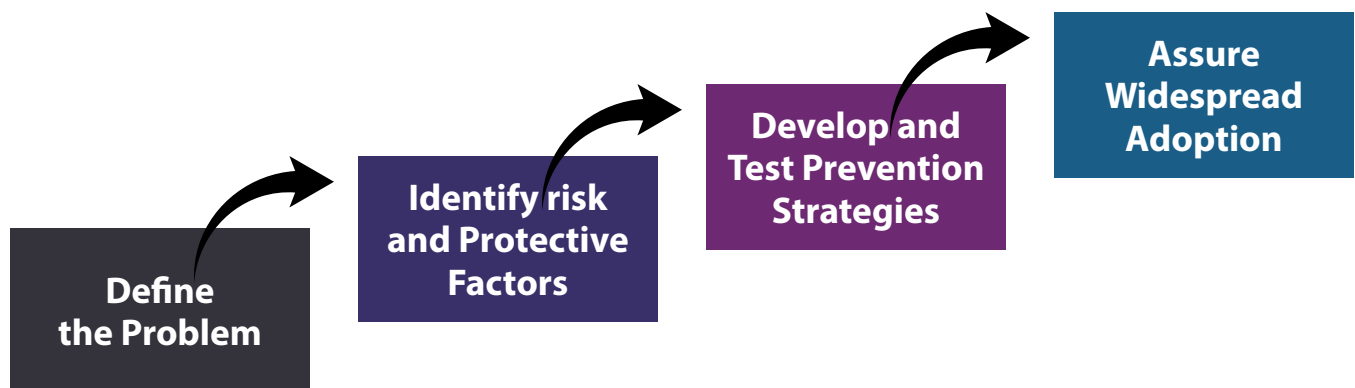 Define
the Problem
Identify risk
and Protective
Factors
Develop and
Test Prevention
Strategies
Assure
Widespread
Adoption